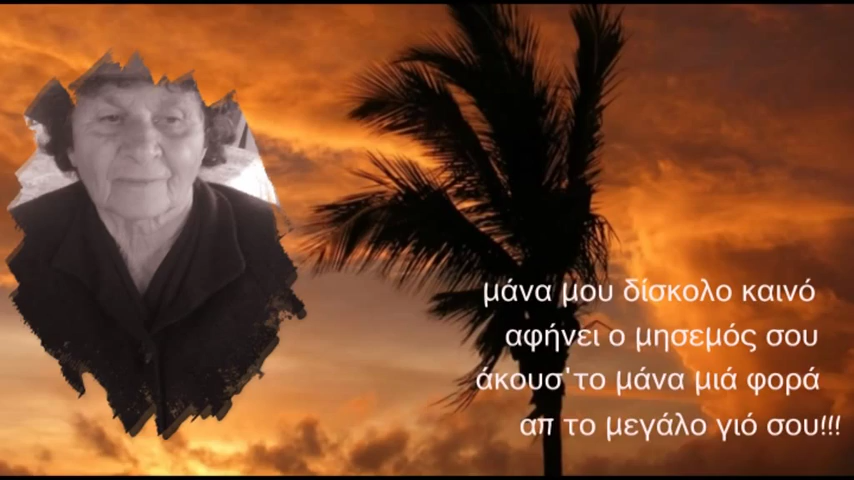 μάνα μου δίσκολο καινό
αφήνει ο μησεμός σου
άκουσ'το μάνα μιά φορά
απ το μεγάλο γιό σου!!!